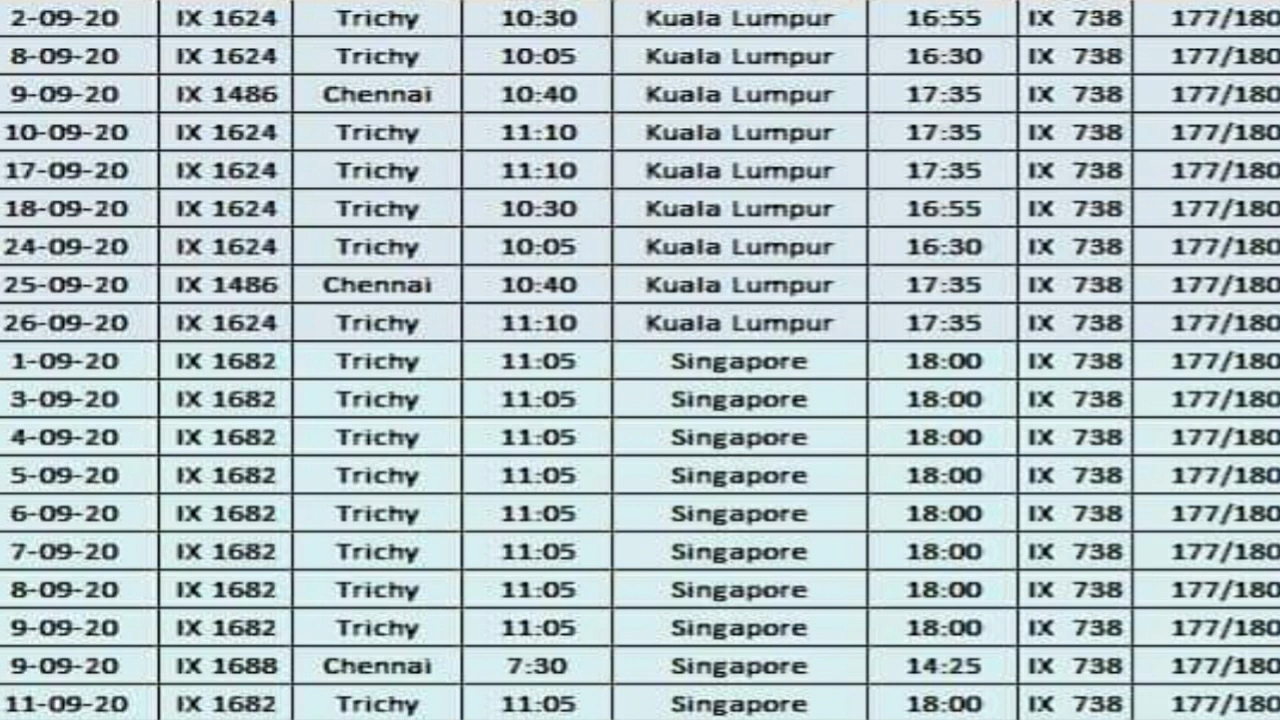 2-09-20 IX 1624 Trichy 10:30 Kuala Lumpur 16:55 IX 738 177/180
8-09-20 IX 1624 Trichy 10:05 Kuala Lumpur 16:30 IX 738 177/180
9-09-20 IX 1486 Chennai 10:40 Kuala Lumpur 17:35 IX 738 177/180
10-09-20 IX 1624 Trichy 11:10 Kuala Lumpur 17:35 IX 738 177/180
17-09-20 IX 1624 Trichy 11:10 Kuala Lumpur 17:35 IX 738 177/180
18-09-20 IX 1624 Trichy 10:30 Kuala Lumpur 16:55 IX 738 177/180
24-09-20 IX 1624 Trichy 10:05 Kuala Lumpur 16:30 IX 738 177/180
25-09-20 IX 1486 Chennai 10:40 Kuala Lumpur 17:35 IX 738 177/180
26-09-20 IX 1624 Trichy 11:10 Kuala Lumpur 17:35 IX 738 177/180
1-09-20 IX 1682 Trichy 11:05 Singapore 18:00 IX 738 177/180
3-09-20 IX 1682 Trichy 11:05 Singapore 18:00 IX 738 177/180
4-09-20 IX 1682 Trichy 11:05 Singapore 18:00 IX 738 177/180
5-09-20 IX 1682 Trichy 11:05 Singapore 18:00 IX 738 177/180
6-09-20 IX 1682 Trichy 11:05 Singapore 18:00 IX 738 177/180
7-09-20 IX 1682 Trichy 11:05 Singapore 18:00 IX 738 177/180
8-09-20 IX 1682 Trichy 11:05 Singapore 18:00 IX 738 177/180
9-09-20 IX 1682 Trichy 11:05 Singapore 18:00 IX 738 177/180
9-09-20 IX 1688 Chennai 7:30 Singapore 14:25 IX 738 177/180
11-09-20 IX 1682 Trichy 11:05 Singapore 18:00 IX 738 177/180